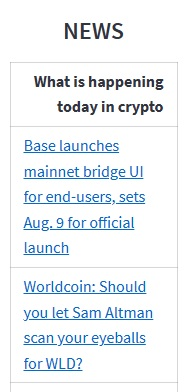 NEWS
What is happening
today in crypto
Base launches
mainnet bridge UI
for end-users, sets
Aug. 9 for official
launch
Worldcoin: Should
you let Sam Altman
scan your eyeballs
for WLD?